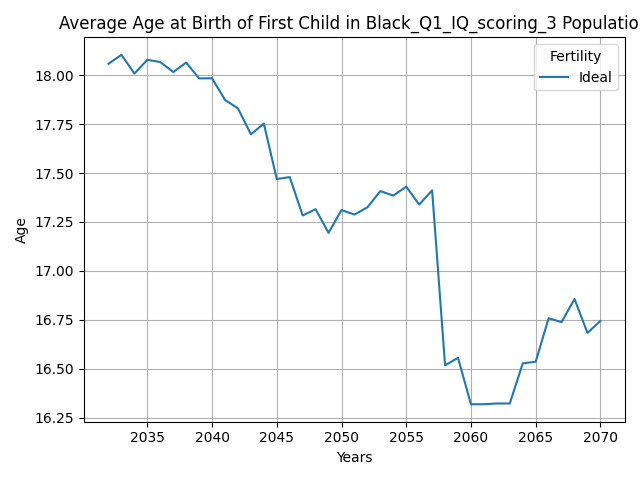 Average Age at Birth of First Child in Black_Q1_IQ_scoring_3 Populatio
Fertility
Ideal
Age
18.00
17.75
17.50
17.25
17.00
16.75
16.50
16.25
2035 2040 2045 2050 2055 2060 2065 2070
Years